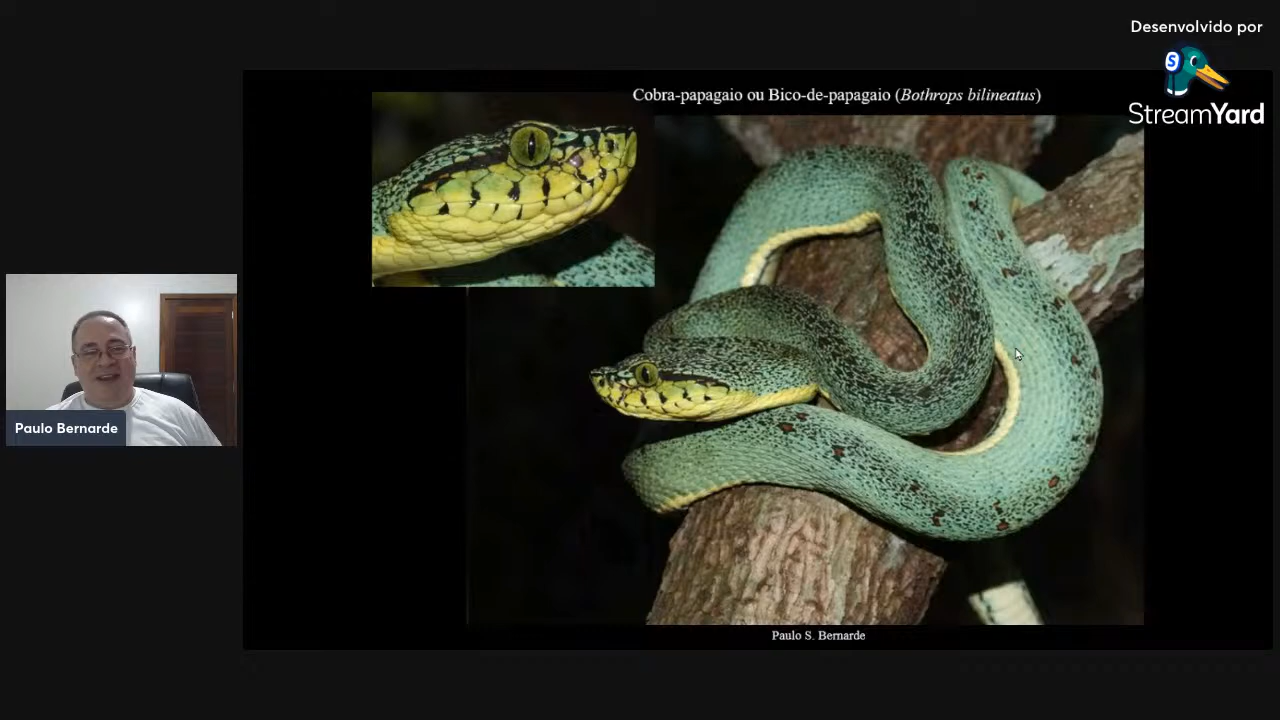 Desenvolvido por
S
StreamYard
Cobra-papagaio ou Bico-de-papagaio (Bothrops bilineatus)
Paulo Bernarde
Paulo S. Bernarde